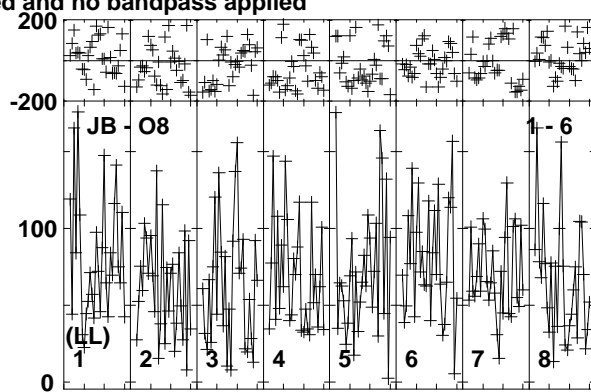 ed and no bandpass applied
200
-200
JB - O8
1 - 6
100
(LL)
1 2 3 4 5 6 7 8
0